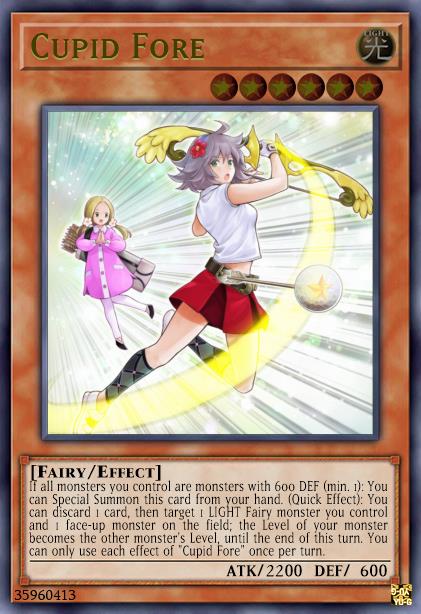 Cupid Fore
LIGHT
光
[Fairy/Effect]
If all monsters you control are monsters with 600 DEF (min. 1): You
can Special Summon this card from your hand. (Quick Effect): You
can discard 1 card, then target 1 LIGHT Fairy monster you control
and 1 face-up monster on the field; the Level of your monster
becomes the other monster's Level, until the end of this turn. You
can only use each effect of "Cupid Fore" once per turn.
ATK/2200 DEF/ 600
35960413